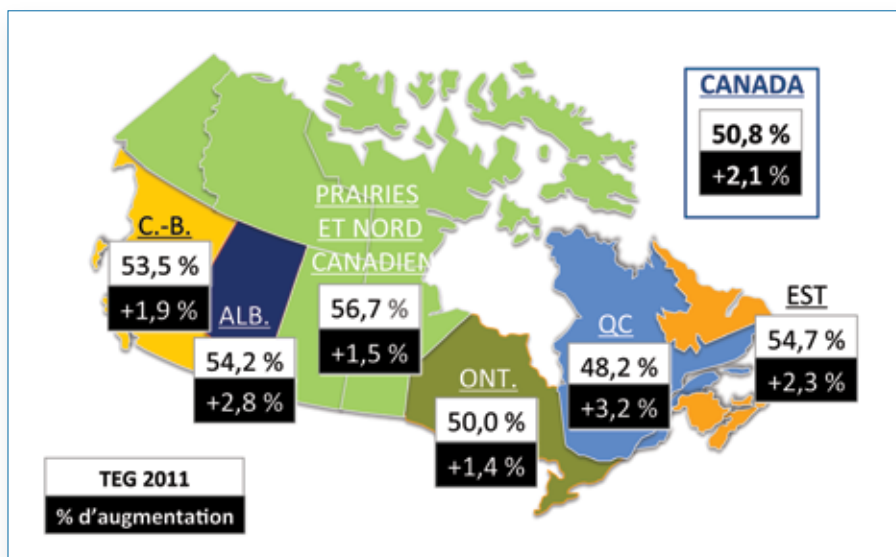 CANADA
50,8 %
+2,1 %
PRAIRIES
ET NORD
CANADIEN
56,7 %
+1,5 %
C.-B.
53,5 %
+1,9 %
ALB.
54,2 %
+2,8 %
ONT.
50,0 %
+1,4 %
QC
48,2 %
+3,2 %
EST
54,7 %
+2,3 %
TEG 2011
% d'augmentation